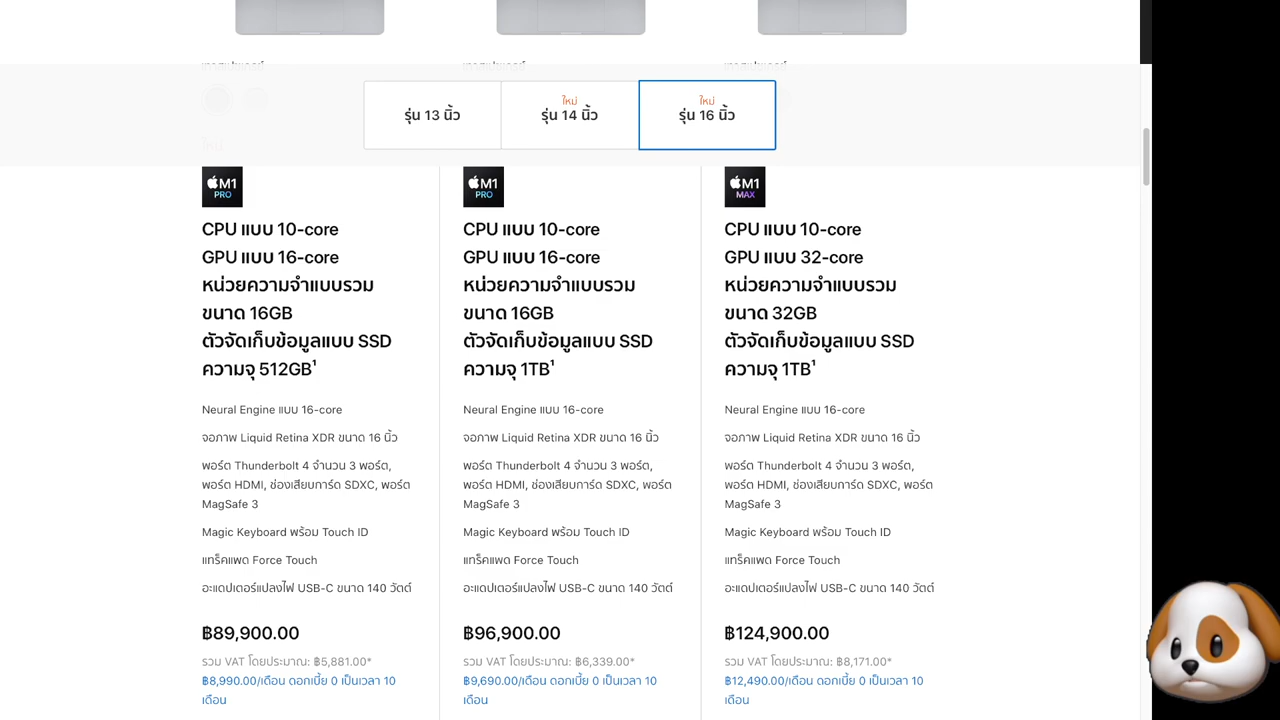 รุ่น 13 นิ้ว
ใหม่
รุ่น 14 นิ้ว
ใหม่
รุ่น 16 นิ้ว
M1
PRO
CPU แบบ 10-core
GPU แบบ 16-core
หน่วยความจำแบบรวม
ขนาด 16GB
ตัวจัดเก็บข้อมูลแบบ SSD
ความจุ 512GB¹
Neural Engine แบบ 16-core
จอภาพ Liquid Retina XDR ขนาด 16 นิ้ว
พอร์ต Thunderbolt 4 จำนวน 3 พอร์ต,
พอร์ต HDMI, ช่องเสียบการ์ด SDXC, พอร์ต
MagSafe 3
Magic Keyboard พร้อม Touch ID
แทร็คแพด Force Touch
อะแดปเตอร์แปลงไฟ USB-C ขนาด 140 วัตต์
฿89,900.00
รวม VAT โดยประมาณ: ฿5,881.00*
฿8,990.00/เดือน ดอกเบี้ย 0 เป็นเวลา 10
เดือน
M1
PRO
CPU แบบ 10-core
GPU แบบ 16-core
หน่วยความจำแบบรวม
ขนาด 16GB
ตัวจัดเก็บข้อมูลแบบ SSD
ความจุ 1TB¹
Neural Engine แบบ 16-core
จอภาพ Liquid Retina XDR ขนาด 16 นิ้ว
พอร์ต Thunderbolt 4 จำนวน 3 พอร์ต,
พอร์ต HDMI, ช่องเสียบการ์ด SDXC, พอร์ต
MagSafe 3
Magic Keyboard พร้อม Touch ID
แทร็คแพด Force Touch
อะแดปเตอร์แปลงไฟ USB-C ขนาด 140 วัตต์
฿96,900.00
รวม VAT โดยประมาณ: ฿6,339.00*
฿9,690.00/เดือน ดอกเบี้ย 0 เป็นเวลา 10
เดือน
M1
MAX
CPU แบบ 10-core
GPU แบบ 32-core
หน่วยความจำแบบรวม
ขนาด 32GB
ตัวจัดเก็บข้อมูลแบบ SSD
ความจุ 1TB¹
Neural Engine แบบ 16-core
จอภาพ Liquid Retina XDR ขนาด 16 นิ้ว
พอร์ต Thunderbolt 4 จำนวน 3 พอร์ต,
พอร์ต HDMI, ช่องเสียบการ์ด SDXC, พอร์ต
MagSafe 3
Magic Keyboard พร้อม Touch ID
แทร็คแพด Force Touch
อะแดปเตอร์แปลงไฟ USB-C ขนาด 140 วัตต์
฿124,900.00
รวม VAT โดยประมาณ: ฿8,171.00*
฿12,490.00/เดือน ดอกเบี้ย 0 เป็นเวลา 10
เดือน